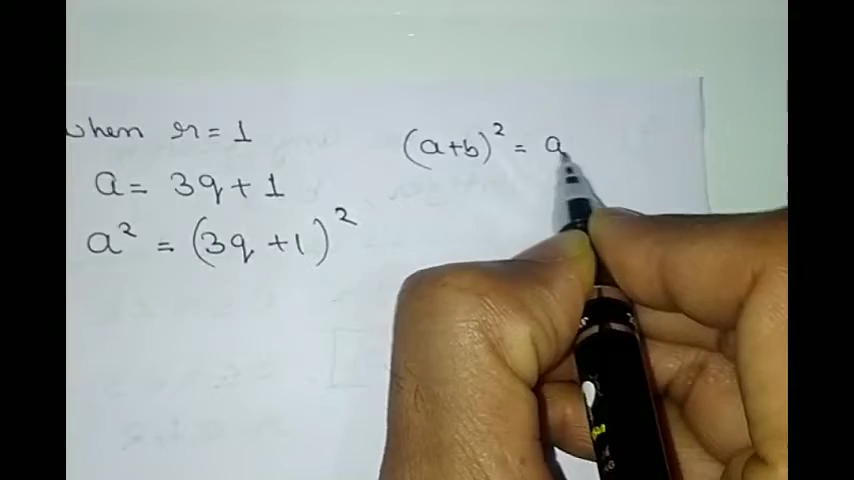 when r = 1
a = 3q + 1
a² = (3q + 1)²
(a+b)² = a